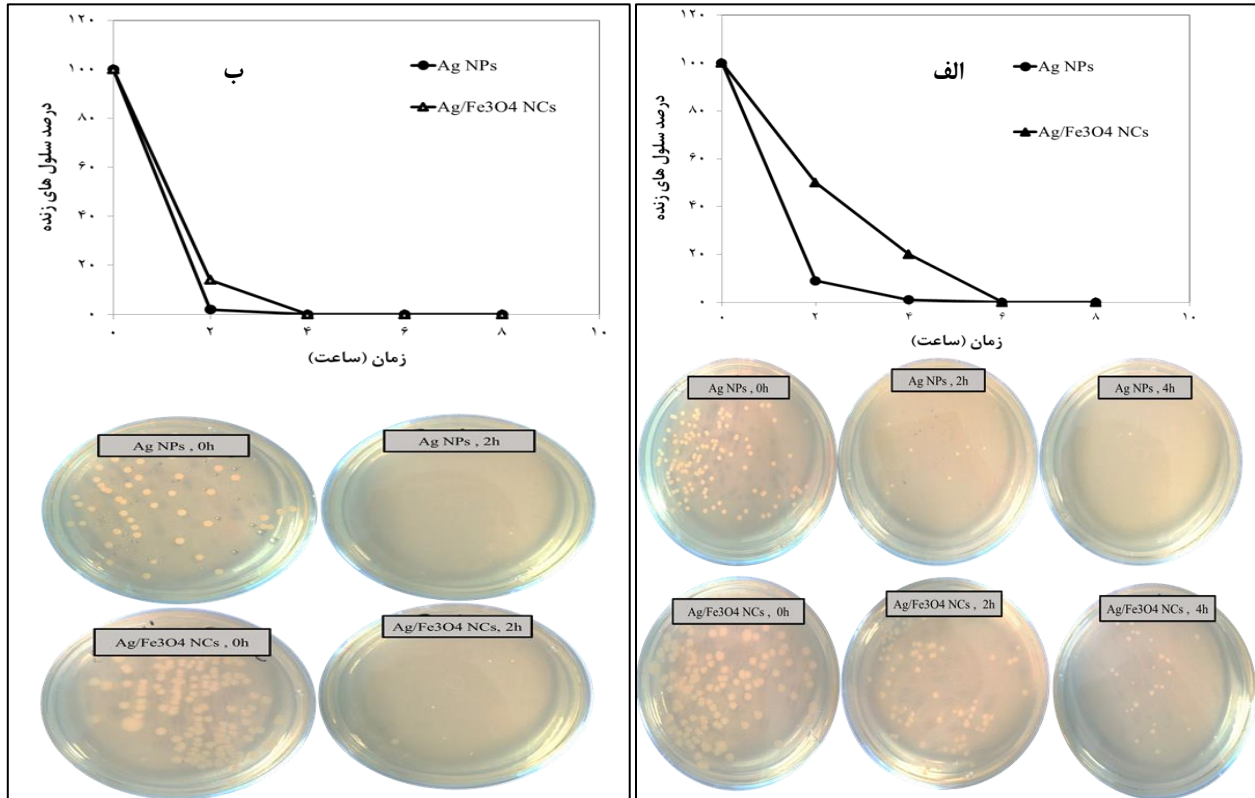 الف
۱۲۰
۱۰۰
۸۰
۶۰
۴۰
۲۰
۰
درصد سلول های زنده
Ag NPs
Ag/Fe3O4 NCs
۰ ۲ ۴ ۶ ۸ ۱۰
زمان (ساعت)
Ag NPs , 0h
Ag NPs , 2h
Ag NPs , 4h
Ag/Fe3O4 NCs , 0h
Ag/Fe3O4 NCs , 2h
Ag/Fe3O4 NCs , 4h
ب
۱۲۰
۱۰۰
۸۰
۶۰
۴۰
۲۰
۰
درصد سلول های زنده
Ag NPs
Ag/Fe3O4 NCs
۰ ۲ ۴ ۶ ۸ ۱۰
زمان (ساعت)
Ag NPs , 0h
Ag NPs , 2h
Ag/Fe3O4 NCs , 0h
Ag/Fe3O4 NCs, 2h